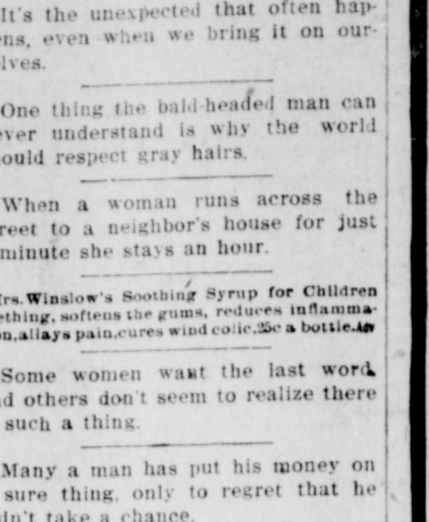 It's the unexpected that often hap-
ns, even when we bring it on our-
lves.
One thing the bald-headed man can
ver understand is why the world
ould respect gray hairs.
When a woman runs across the
reet to a neighbor's house for just
minute she stays an hour.
rs. Winslow's Soothing Syrup for Children
ething, softens the gums, reduces inflamma-
on, allays pain, cures wind colic, 25c a bottle. Adv
Some women want the last word,
d others don't seem to realize there
such a thing.
Many a man has put his money on
sure thing, only to regret that he
dn't take a chance.